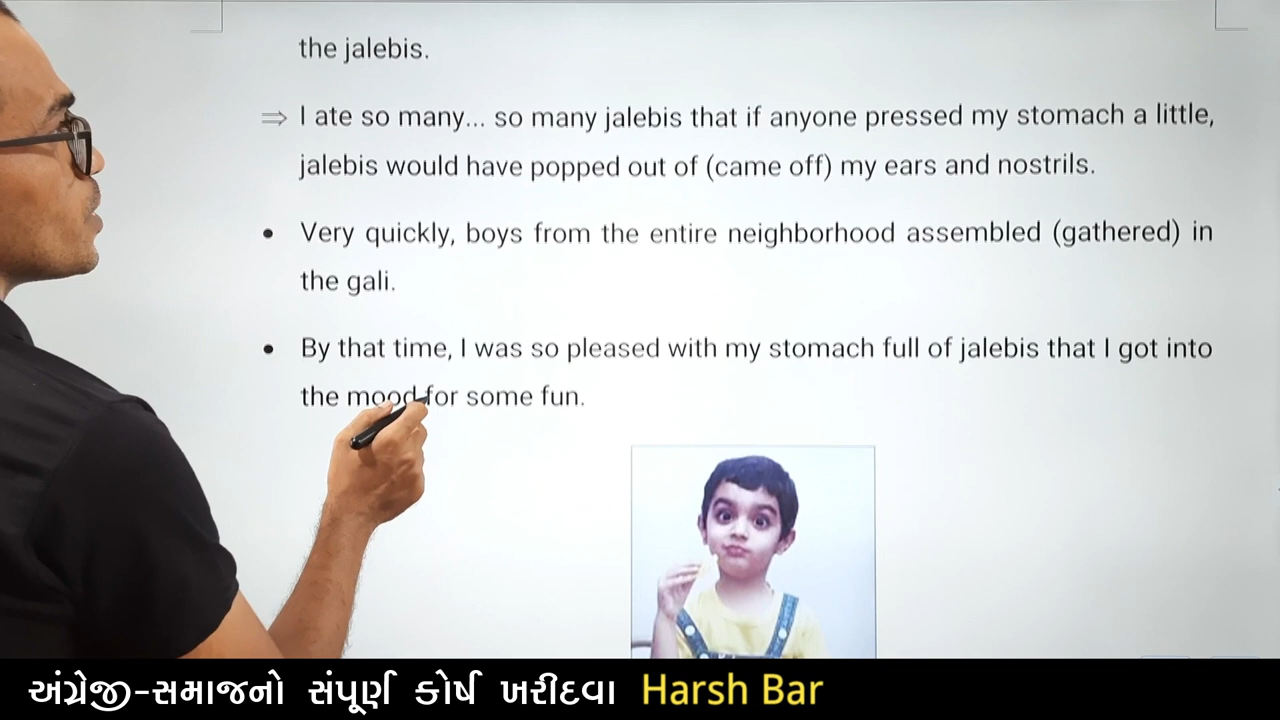 the jalebis.
⇒ I ate so many... so many jalebis that if anyone pressed my stomach a little,
jalebis would have popped out of (came off) my ears and nostrils.
• Very quickly, boys from the entire neighborhood assembled (gathered) in
the gali.
• By that time, I was so pleased with my stomach full of jalebis that I got into
the mood for some fun.
અંગ્રેજી-સમાજનો સંપૂર્ણ કોર્ષ ખરીદવા Harsh Bar